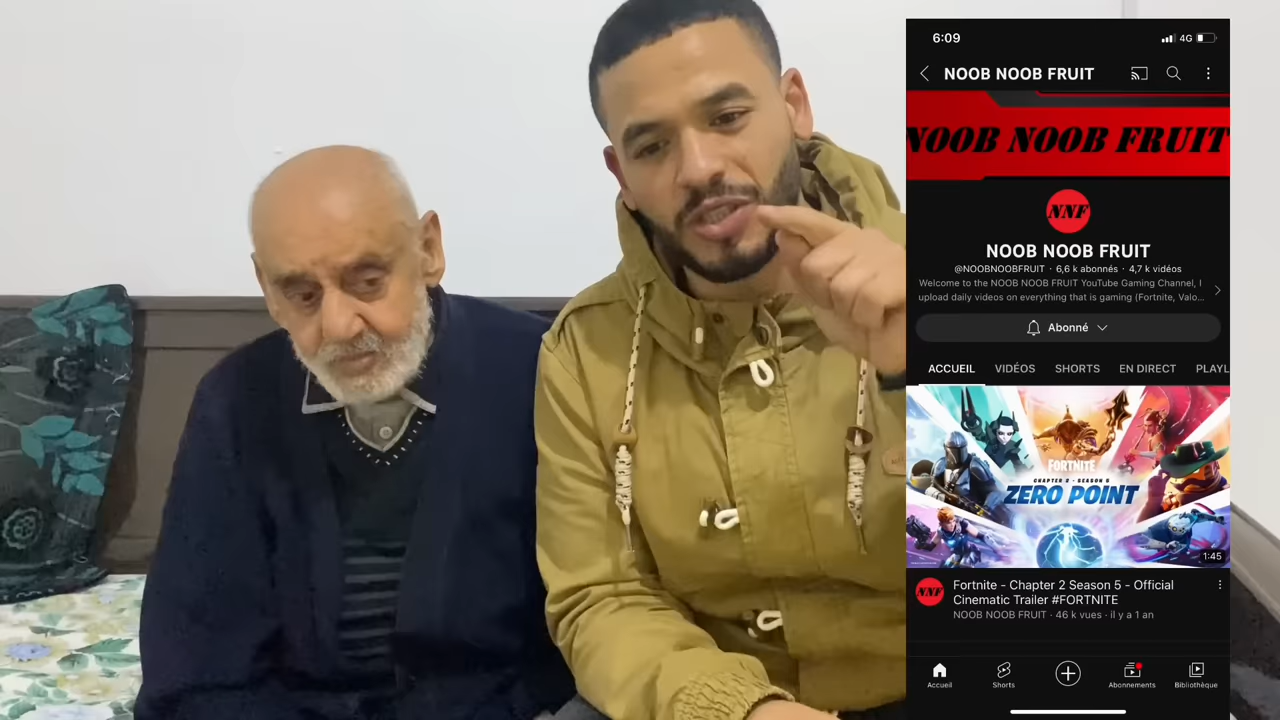 6:09
4G
NOOB NOOB FRUIT
NOOB NOOB FRUIT
NNF
NOOB NOOB FRUIT
@NOOBNOOBFRUIT · 6,6 k abonnés · 4,7 k vidéos
Welcome to the NOOB NOOB FRUIT YouTube Gaming Channel, I
upload daily videos on everything that is gaming (Fortnite, Valo...
Abonné
ACCUEIL VIDÉOS SHORTS EN DIRECT PLAYL
FORTNITE
CHAPTER 2 - SEASON 5
ZERO POINT
1:45
NNF
Fortnite - Chapter 2 Season 5 - Official
Cinematic Trailer #FORTNITE
NOOB NOOB FRUIT · 46 k vues · il y a 1 an
Accueil Shorts Abonnements Bibliothèque